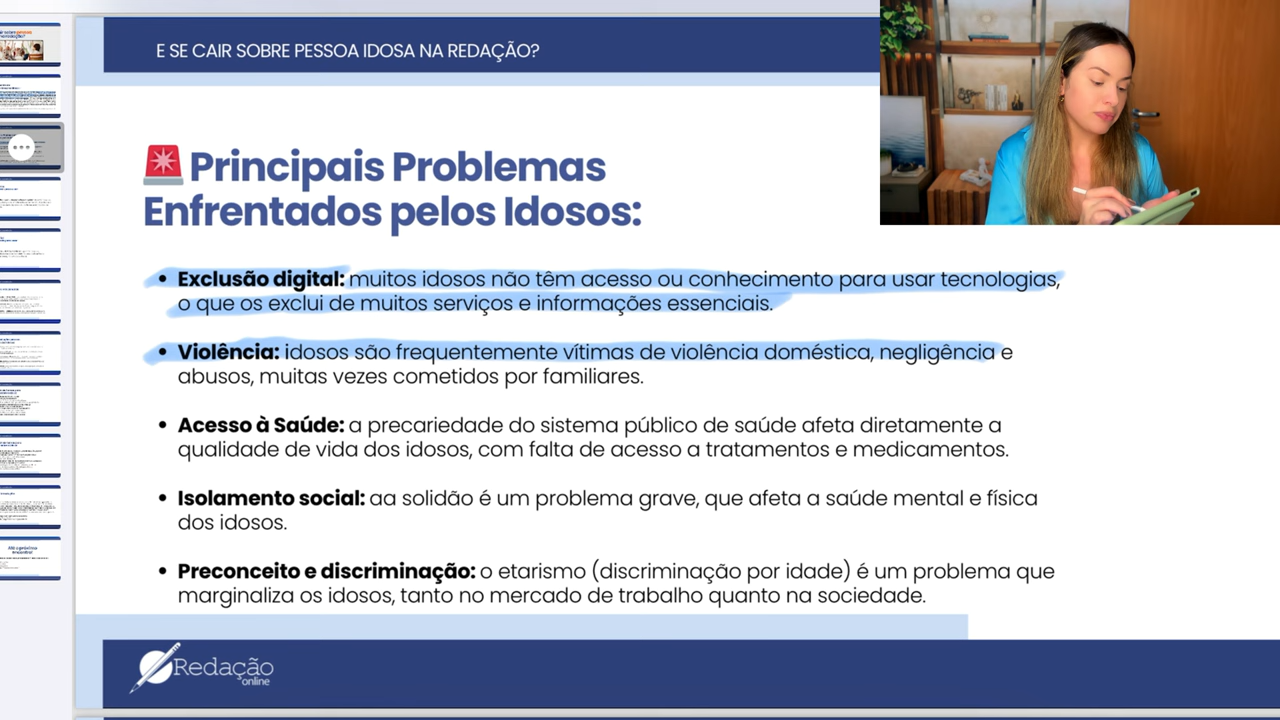 E SE CAIR SOBRE PESSOA IDOSA NA REDAÇÃO?
🚨 Principais Problemas
Enfrentados pelos Idosos:
• Exclusão digital: muitos idosos não têm acesso ou conhecimento para usar tecnologias,
o que os exclui de muitos serviços e informações essenciais.
• Violência: idosos são frequentemente vítimas de violência doméstica, negligência e
abusos, muitas vezes cometidos por familiares.
• Acesso à Saúde: a precariedade do sistema público de saúde afeta diretamente a
qualidade de vida dos idosos, com falta de acesso a tratamentos e medicamentos.
• Isolamento social: aa solidão é um problema grave, que afeta a saúde mental e física
dos idosos.
• Preconceito e discriminação: o etarismo (discriminação por idade) é um problema que
marginaliza os idosos, tanto no mercado de trabalho quanto na sociedade.
Redação
online